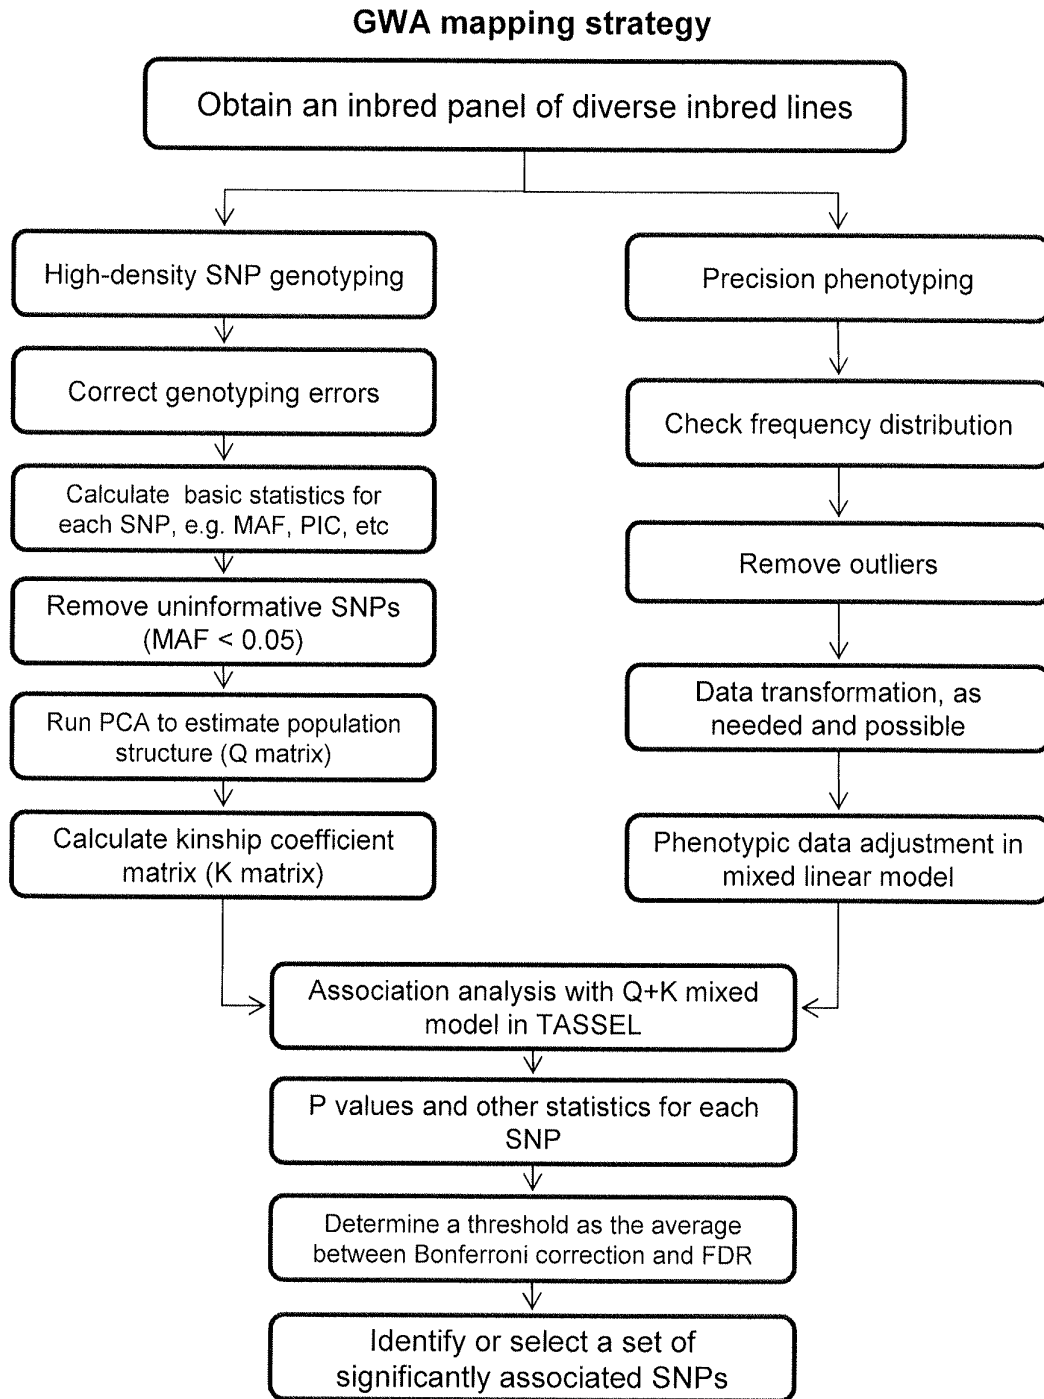 GWA mapping strategy
Obtain an inbred panel of diverse inbred lines
High-density SNP genotyping
Correct genotyping errors
Calculate basic statistics for
each SNP, e.g. MAF, PIC, etc
Remove uninformative SNPs
(MAF < 0.05)
Run PCA to estimate population
structure (Q matrix)
Calculate kinship coefficient
matrix (K matrix)
Precision phenotyping
Check frequency distribution
Remove outliers
Data transformation, as
needed and possible
Phenotypic data adjustment in
mixed linear model
Association analysis with Q+K mixed
model in TASSEL
P values and other statistics for each
SNP
Determine a threshold as the average
between Bonferroni correction and FDR
Identify or select a set of
significantly associated SNPs